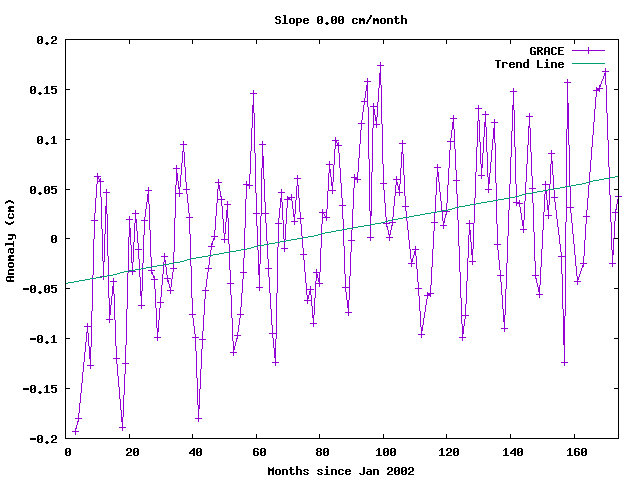 Slope 0.00 cm/month
GRACE
Trend Line
0.2
0.15
0.1
0.05
0
-0.05
-0.1
-0.15
-0.2
Anomaly (cm)
0 20 40 60 80 100 120 140 160
Months since Jan 2002